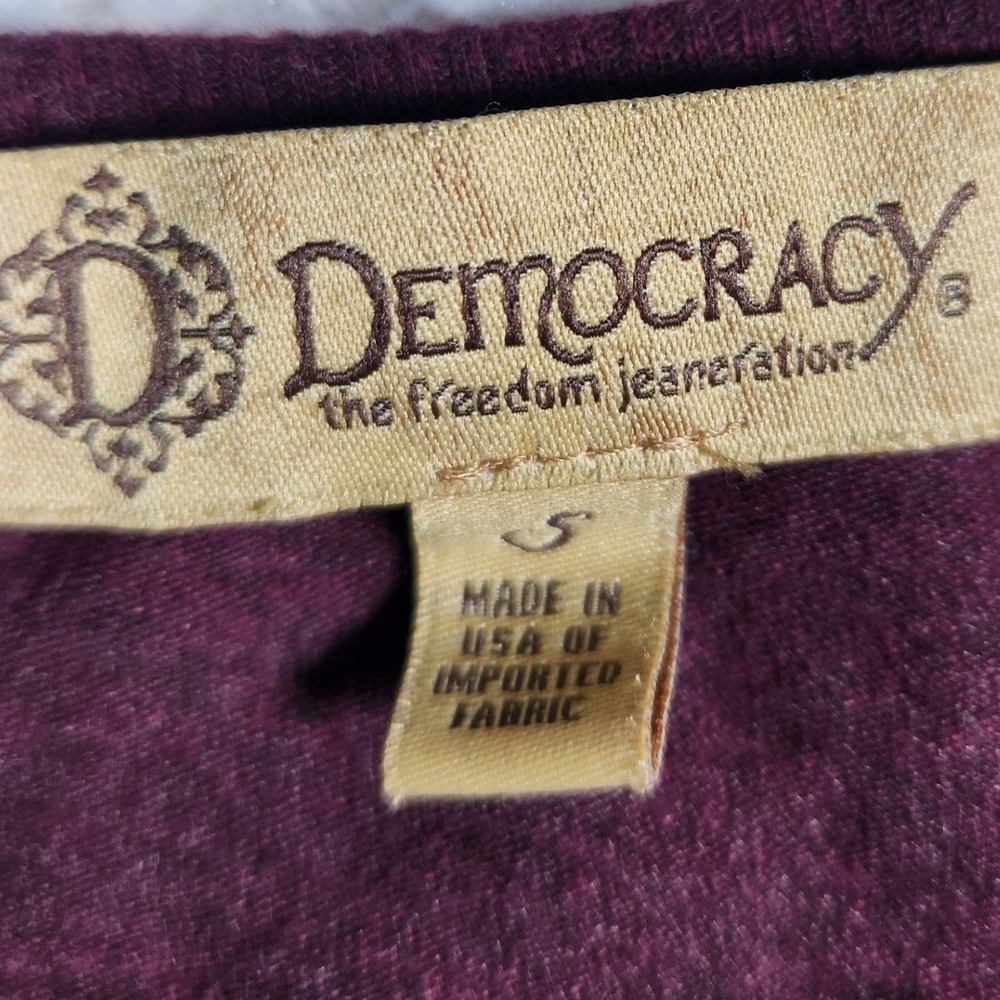 D
DEMOCRACY®
the freedom jeaneration
S
MADE IN
USA OF
IMPORTED
FABRIC